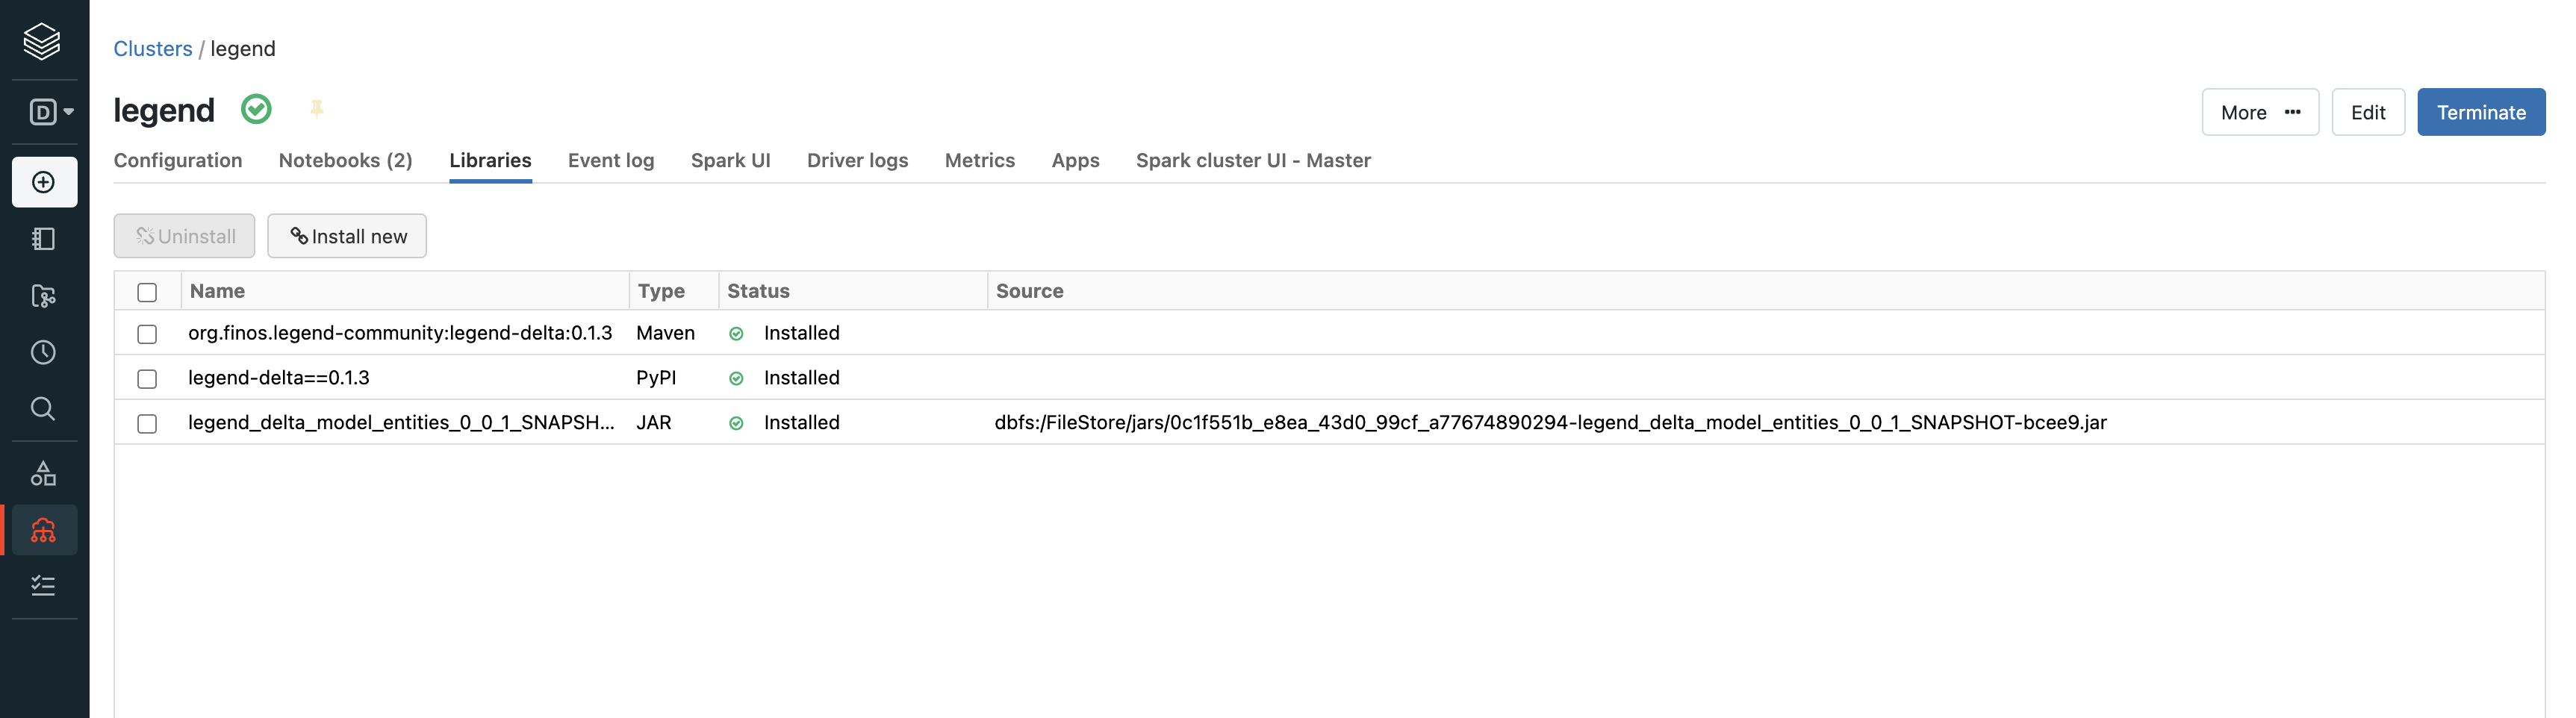 Clusters / legend
legend
D
More ··· Edit Terminate
Configuration Notebooks (2) Libraries Event log Spark UI Driver logs Metrics Apps Spark cluster UI - Master
Uninstall Install new
Name Type Status Source
org.finos.legend-community:legend-delta:0.1.3 Maven Installed
legend-delta==0.1.3 PyPI Installed
legend_delta_model_entities_0_0_1_SNAPSH... JAR Installed dbfs:/FileStore/jars/0c1f551b_e8ea_43d0_99cf_a77674890294-legend_delta_model_entities_0_0_1_SNAPSHOT-bcee9.jar